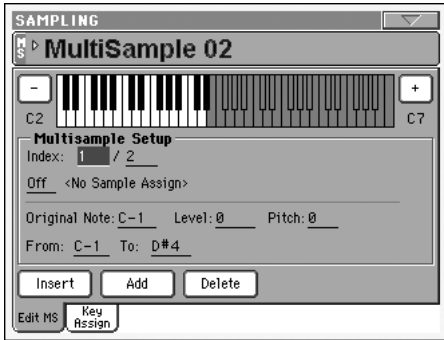 SAMPLING
MS MultiSample 02
- +
C2 C7
Multisample Setup
Index: 1 / 2
Off <No Sample Assign>
Original Note: C-1 Level: 0 Pitch: 0
From: C-1 To: D#4
Insert Add Delete
Edit MS Key Assign